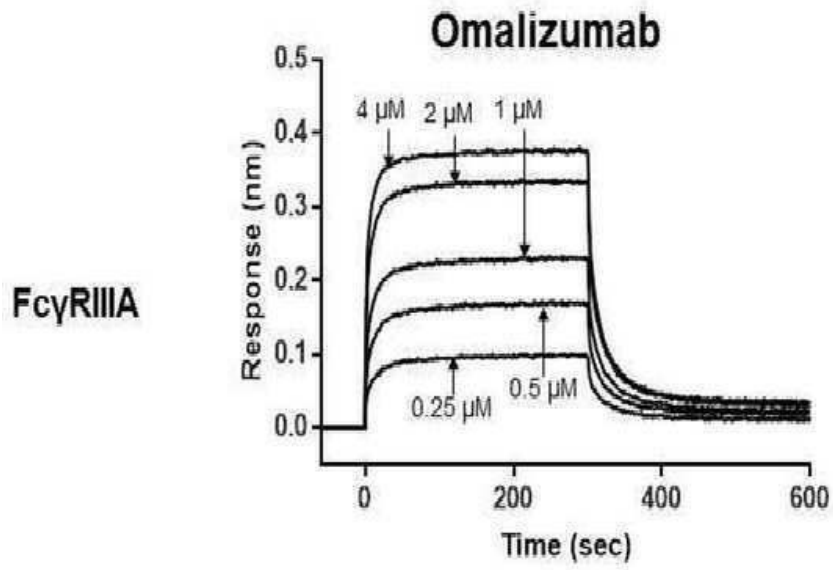 Omalizumab
FcγRIIIA
Response (nm)
0.5
0.4
0.3
0.2
0.1
0.0
4 µM
2 µM
1 µM
0.5 µM
0.25 µM
0
200
400
600
Time (sec)